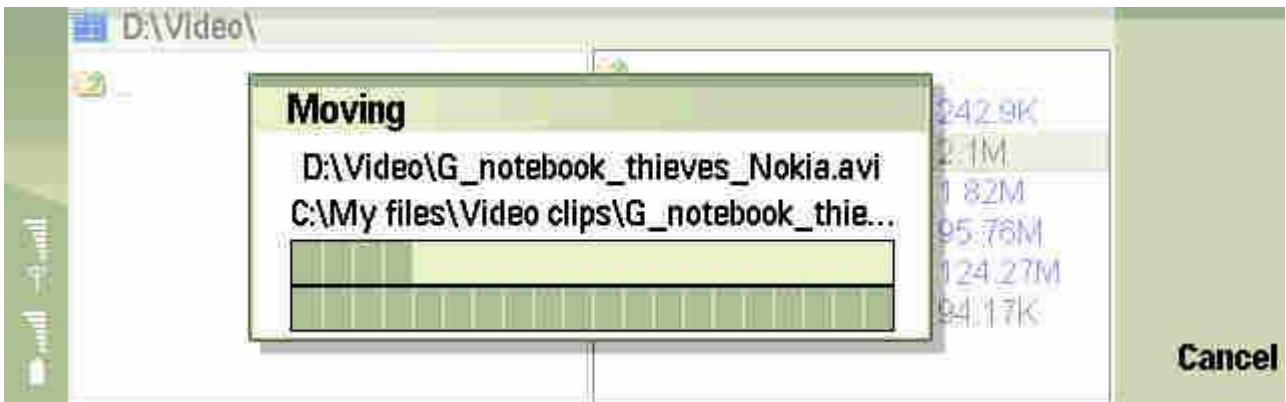 D:\Video\
Moving
D:\Video\G_notebook_thieves_Nokia.avi
C:\My files\Video clips\G_notebook_thie...
242.9K
2.1M
1.82M
95.76M
124.27M
94.17K
Cancel